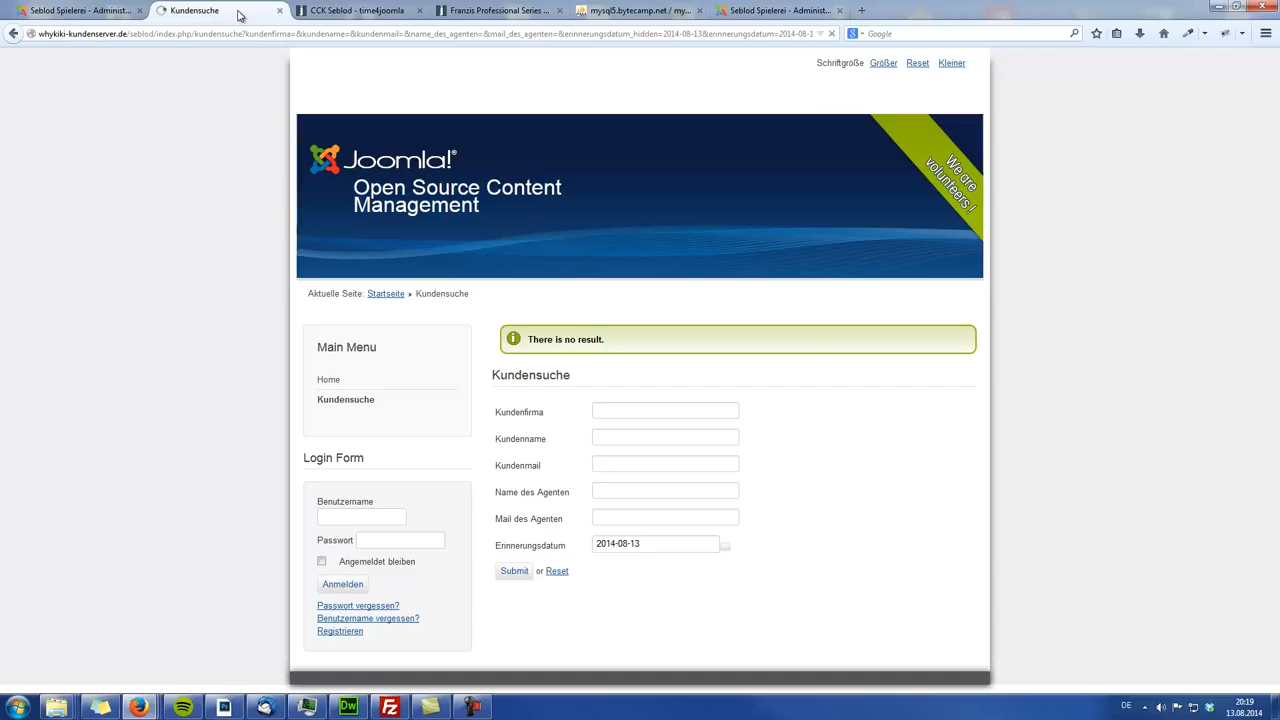 Seblod Spielerei - Administ...
Kundensuche
CCK Seblod - time4joomla
Franzis Professional Series ...
mysql5.bytecamp.net / my...
Seblod Spielerei - Administ...
whykiki-kundenserver.de/seblod/index.php/kundensuche?kundenfirma=&kundename=&kundenmail=&name_des_agenten=&mail_des_agenten=&erinnerungsdatum_hidden=2014-08-13&erinnerungsdatum=2014-08-1
Google
Schriftgröße Größer Reset Kleiner
Joomla!®
Open Source Content
Management
We are
volunteers!
Aktuelle Seite: Startseite Kundensuche
Main Menu
Home
Kundensuche
Login Form
Benutzername
Passwort
Angemeldet bleiben
Anmelden
Passwort vergessen?
Benutzername vergessen?
Registrieren
There is no result.
Kundensuche
Kundenfirma
Kundenname
Kundenmail
Name des Agenten
Mail des Agenten
Erinnerungsdatum 2014-08-13
Submit or Reset
DE
20:19
13.08.2014